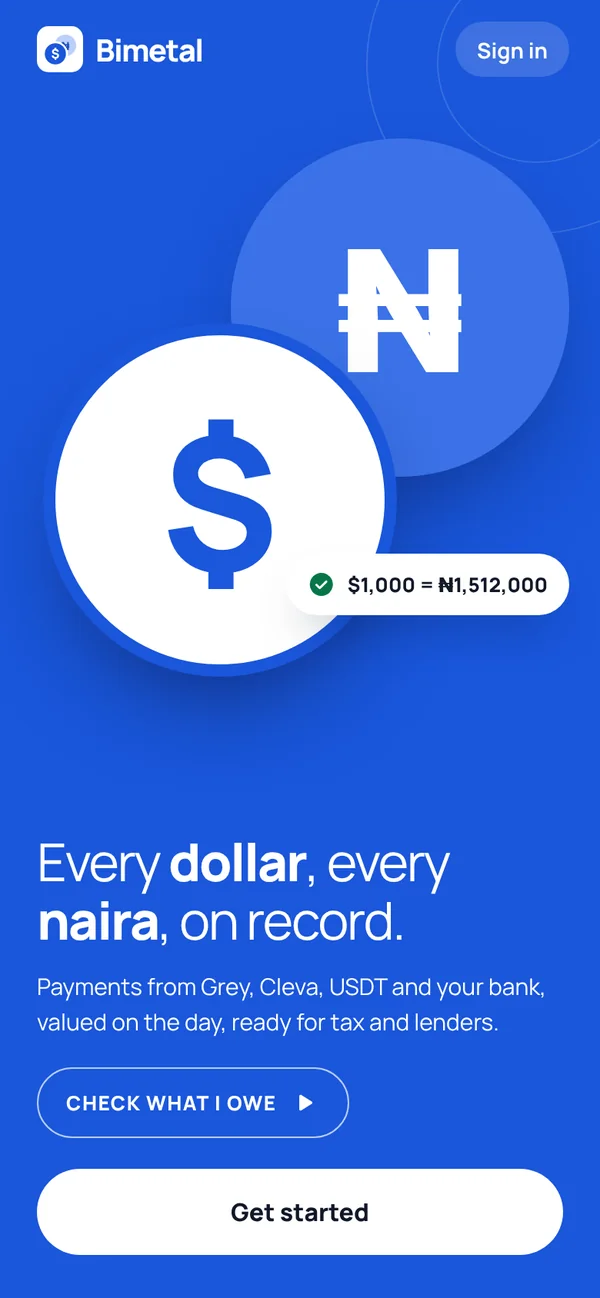 $ Bimetal
Sign in
₦
$
$1,000 = ₦1,512,000
Every dollar, every
naira, on record.
Payments from Grey, Cleva, USDT and your bank,
valued on the day, ready for tax and lenders.
CHECK WHAT I OWE
Get started